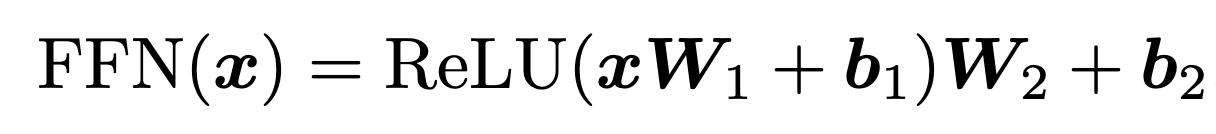 FFN(x) = ReLU(xW₁ + b₁)W₂ + b₂